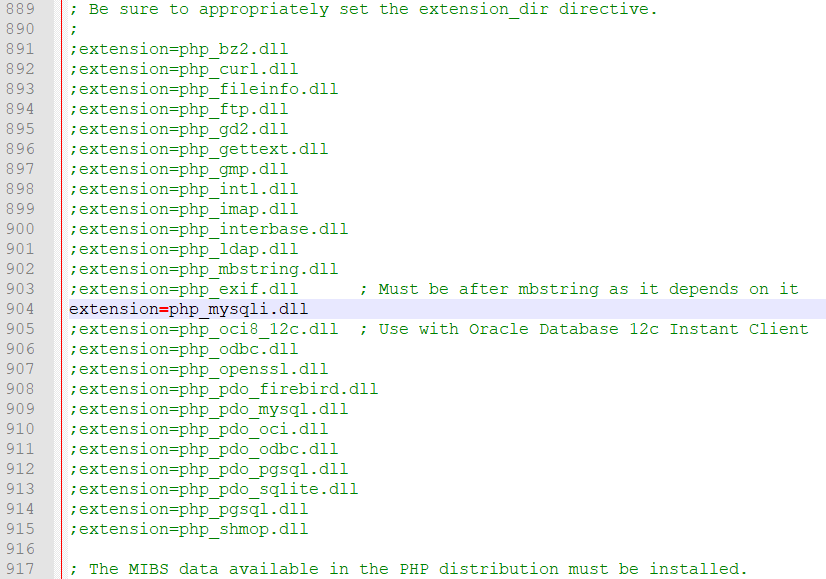 889 ; Be sure to appropriately set the extension_dir directive.
890 ;
891 ;extension=php_bz2.dll
892 ;extension=php_curl.dll
893 ;extension=php_fileinfo.dll
894 ;extension=php_ftp.dll
895 ;extension=php_gd2.dll
896 ;extension=php_gettext.dll
897 ;extension=php_gmp.dll
898 ;extension=php_intl.dll
899 ;extension=php_imap.dll
900 ;extension=php_interbase.dll
901 ;extension=php_ldap.dll
902 ;extension=php_mbstring.dll
903 ;extension=php_exif.dll      ; Must be after mbstring as it depends on it
904 extension=php_mysqli.dll
905 ;extension=php_oci8_12c.dll  ; Use with Oracle Database 12c Instant Client
906 ;extension=php_odbc.dll
907 ;extension=php_openssl.dll
908 ;extension=php_pdo_firebird.dll
909 ;extension=php_pdo_mysql.dll
910 ;extension=php_pdo_oci.dll
911 ;extension=php_pdo_odbc.dll
912 ;extension=php_pdo_pgsql.dll
913 ;extension=php_pdo_sqlite.dll
914 ;extension=php_pgsql.dll
915 ;extension=php_shmop.dll
916
917 ; The MIBS data available in the PHP distribution must be installed.